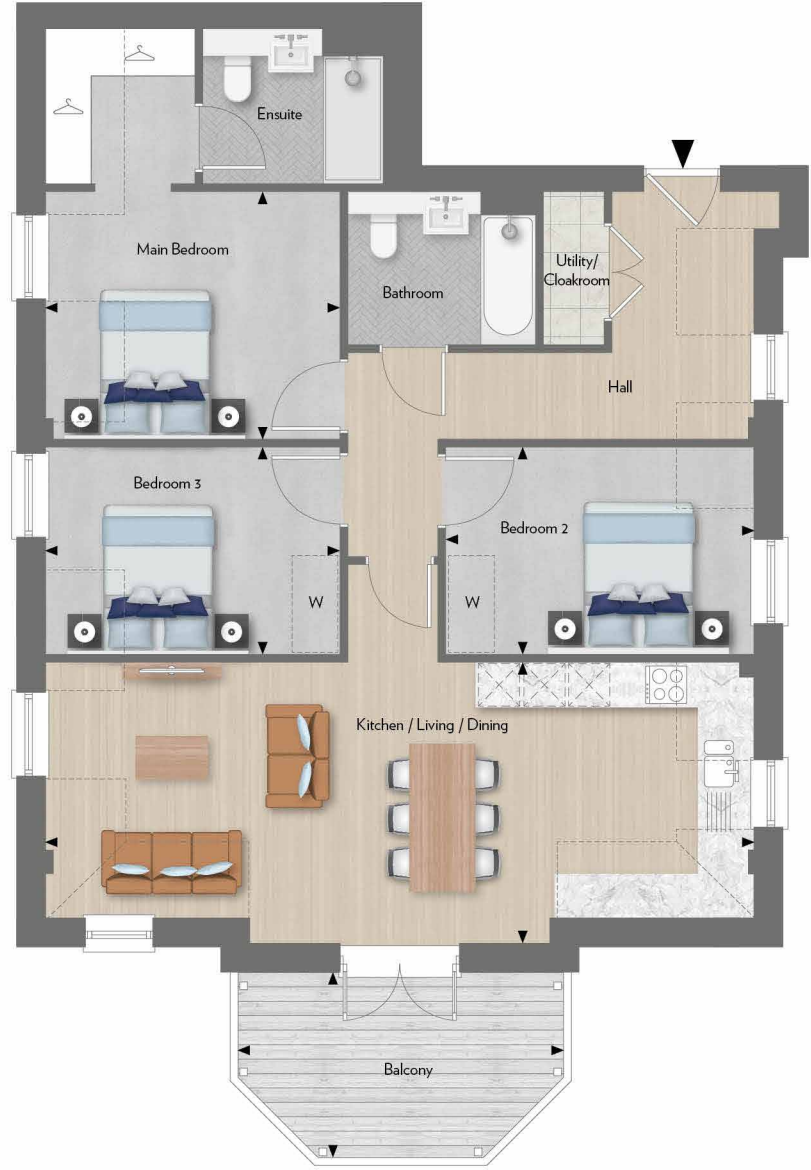 Ensuite
Main Bedroom
Bathroom
Utility/
Cloakroom
Hall
Bedroom 3
W
Bedroom 2
W
Kitchen / Living / Dining
Balcony